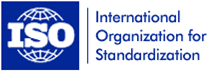 ISO
International
Organization for
Standardization